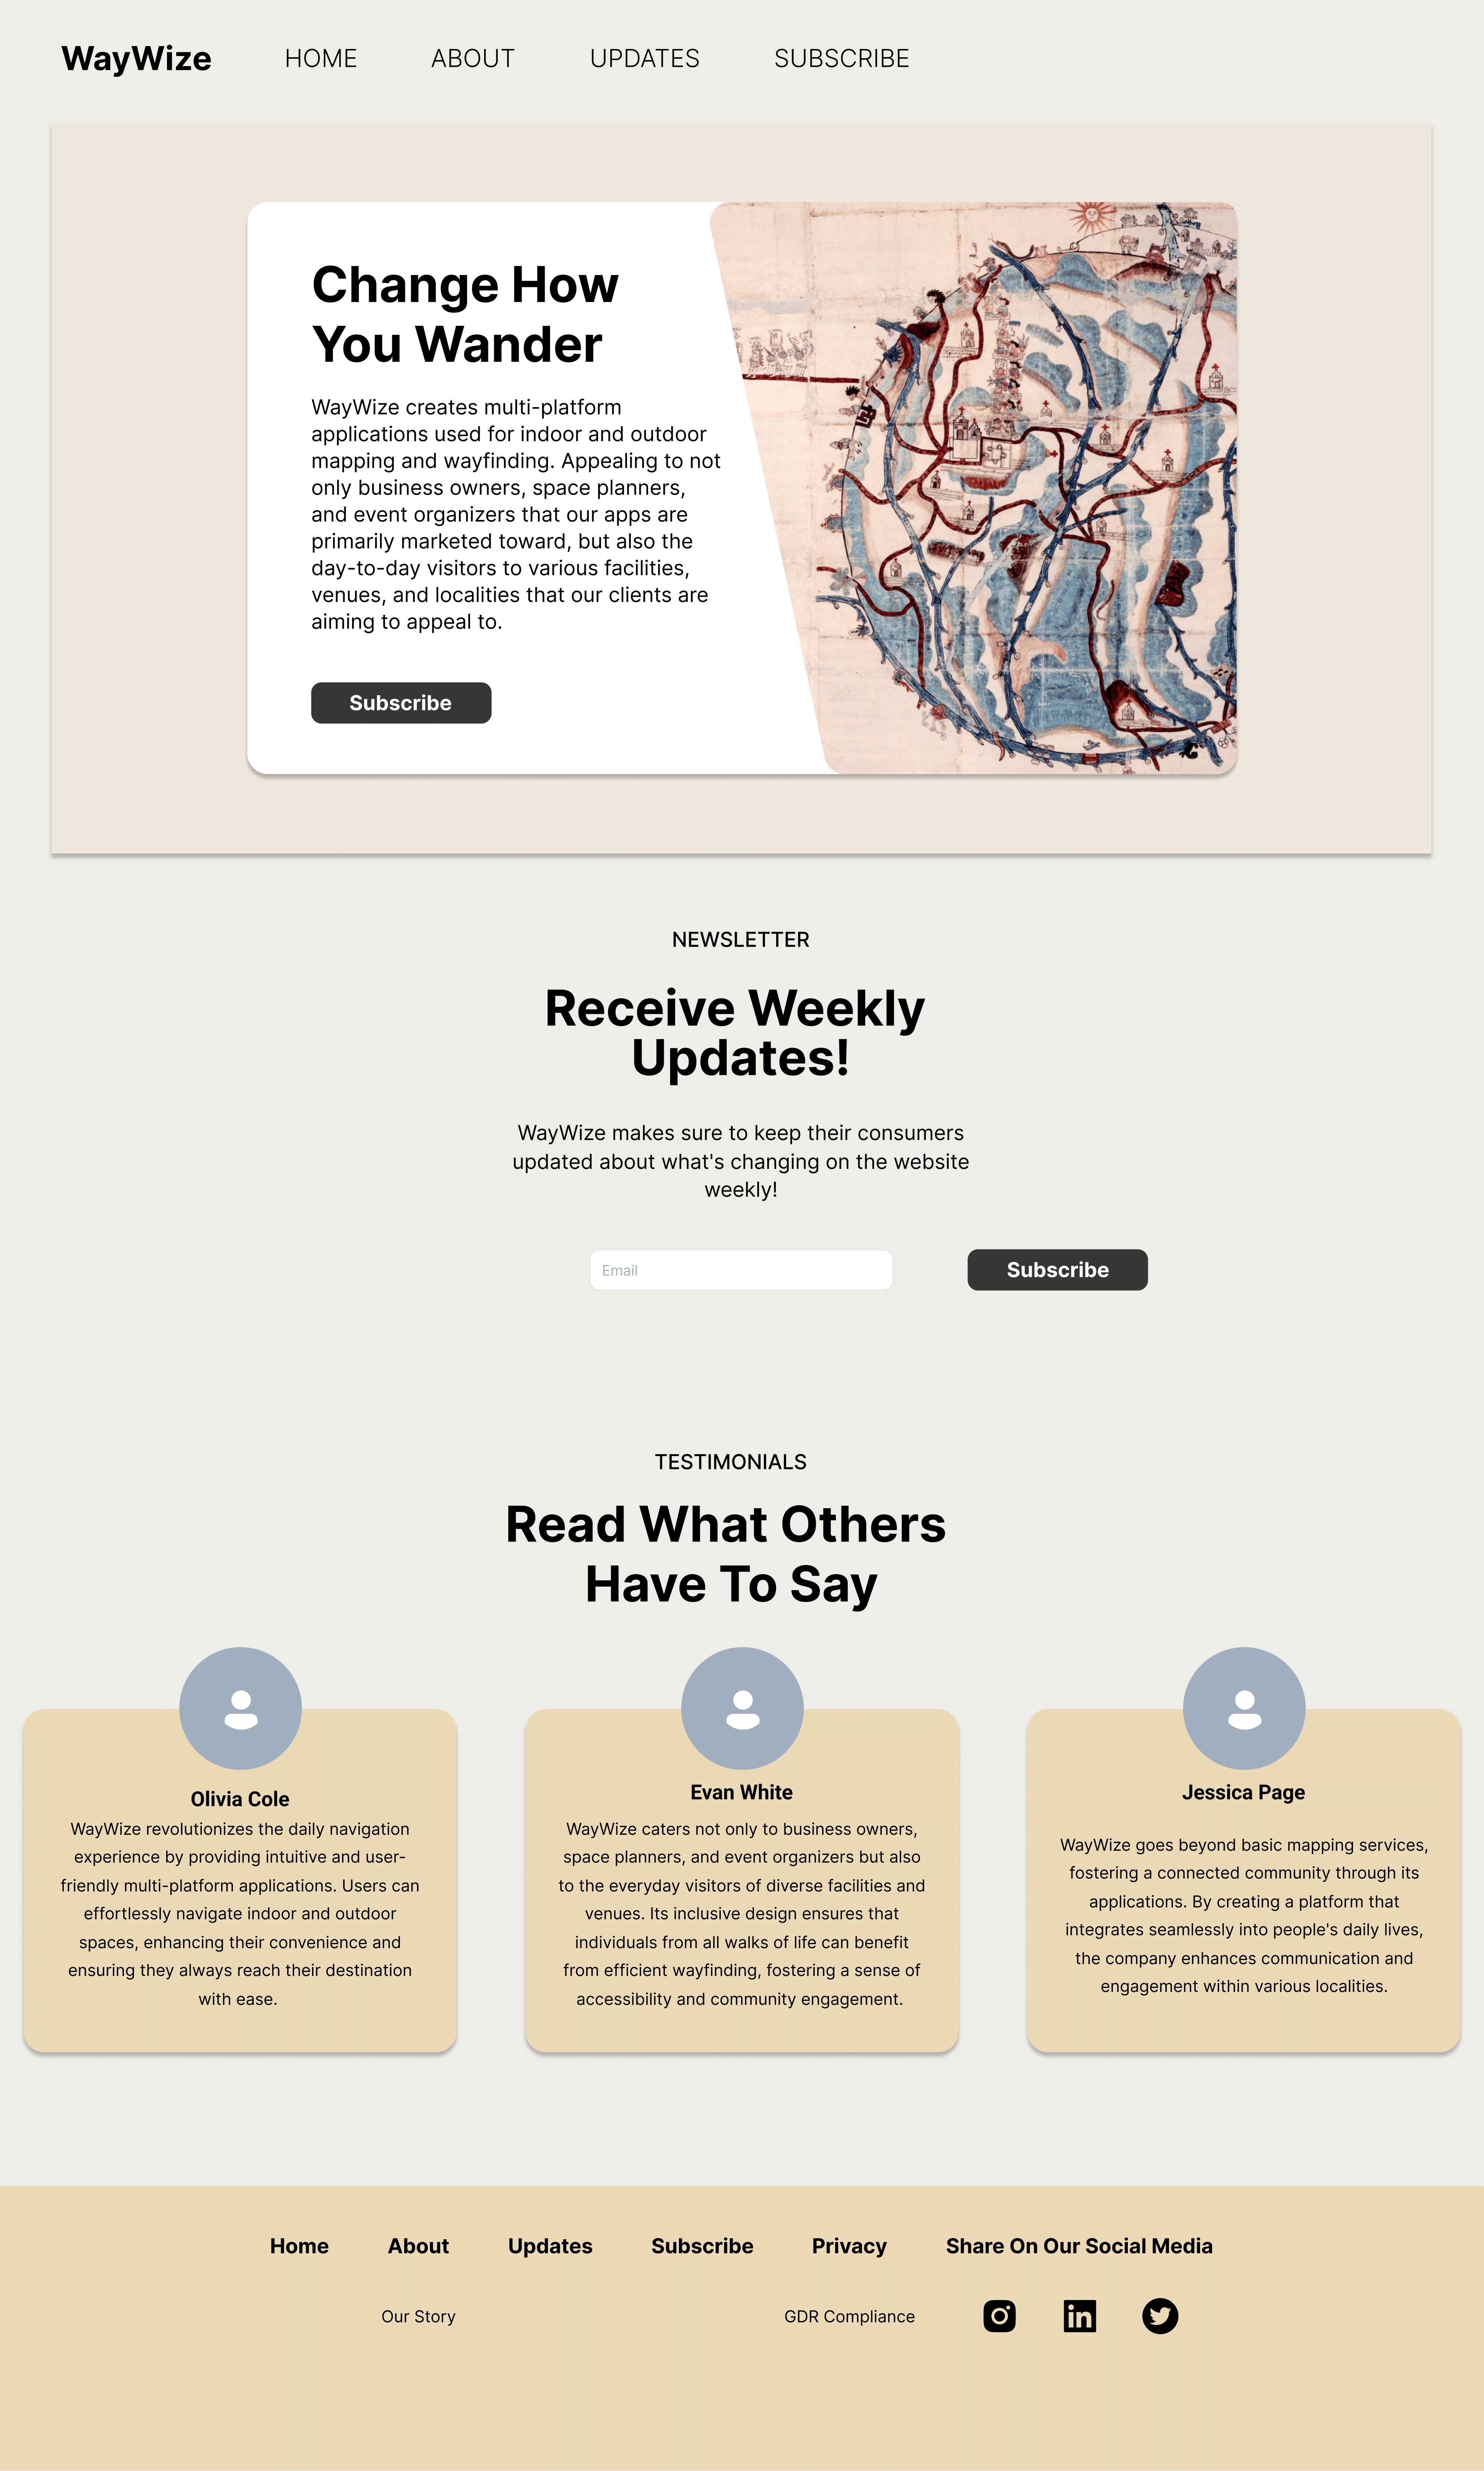 WayWize HOME ABOUT UPDATES SUBSCRIBE
Change How
You Wander
WayWize creates multi-platform
applications used for indoor and outdoor
mapping and wayfinding. Appealing to not
only business owners, space planners,
and event organizers that our apps are
primarily marketed toward, but also the
day-to-day visitors to various facilities,
venues, and localities that our clients are
aiming to appeal to.
Subscribe
NEWSLETTER
Receive Weekly
Updates!
WayWize makes sure to keep their consumers
updated about what's changing on the website
weekly!
Email
Subscribe
TESTIMONIALS
Read What Others
Have To Say
Olivia Cole
WayWize revolutionizes the daily navigation
experience by providing intuitive and user-
friendly multi-platform applications. Users can
effortlessly navigate indoor and outdoor
spaces, enhancing their convenience and
ensuring they always reach their destination
with ease.
Evan White
WayWize caters not only to business owners,
space planners, and event organizers but also
to the everyday visitors of diverse facilities and
venues. Its inclusive design ensures that
individuals from all walks of life can benefit
from efficient wayfinding, fostering a sense of
accessibility and community engagement.
Jessica Page
WayWize goes beyond basic mapping services,
fostering a connected community through its
applications. By creating a platform that
integrates seamlessly into people's daily lives,
the company enhances communication and
engagement within various localities.
Home About Updates Subscribe Privacy Share On Our Social Media
Our Story GDR Compliance